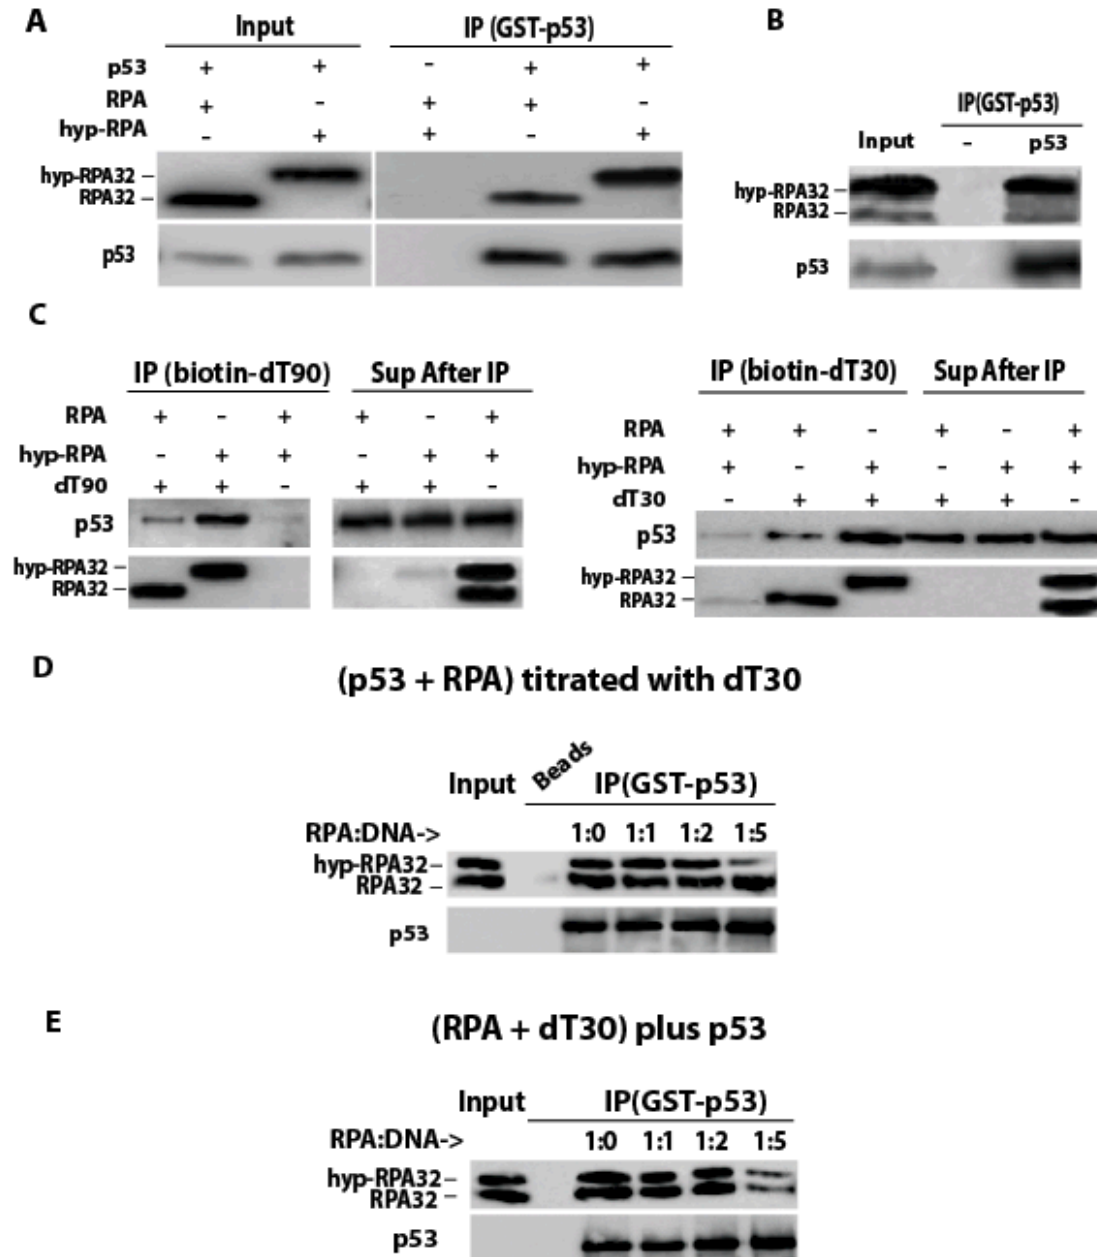 A
Input
IP (GST-p53)
p53 + + - + +
RPA + - + + -
hyp-RPA - + + - +
hyp-RPA32 –
RPA32 –
p53
B
IP(GST-p53)
Input - p53
hyp-RPA32 –
RPA32 –
p53
C
IP (biotin-dT90) Sup After IP
RPA + - + + - +
hyp-RPA - + + - + +
dT90 + + - + + -
p53
hyp-RPA32 –
RPA32 –
IP (biotin-dT30) Sup After IP
RPA + + - + - +
hyp-RPA + - + - + +
dT30 - + + + + -
p53
hyp-RPA32 –
RPA32 –
D
(p53 + RPA) titrated with dT30
Input Beads IP(GST-p53)
RPA:DNA-> 1:0 1:1 1:2 1:5
hyp-RPA32–
RPA32 –
p53
E
(RPA + dT30) plus p53
Input IP(GST-p53)
RPA:DNA-> 1:0 1:1 1:2 1:5
hyp-RPA32–
RPA32 –
p53